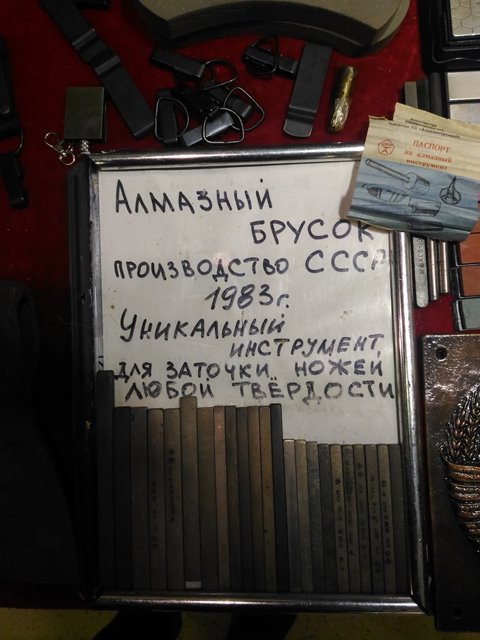 ПАСПОРТ
на алмазный
инструмент
АЛМАЗНЫЙ
БРУСОК
ПРОИЗВОДСТВО СССР
1983г.
УНИКАЛЬНЫЙ
ИНСТРУМЕНТ
ДЛЯ ЗАТОЧКИ НОЖЕЙ
ЛЮБОЙ ТВЁРДОСТИ